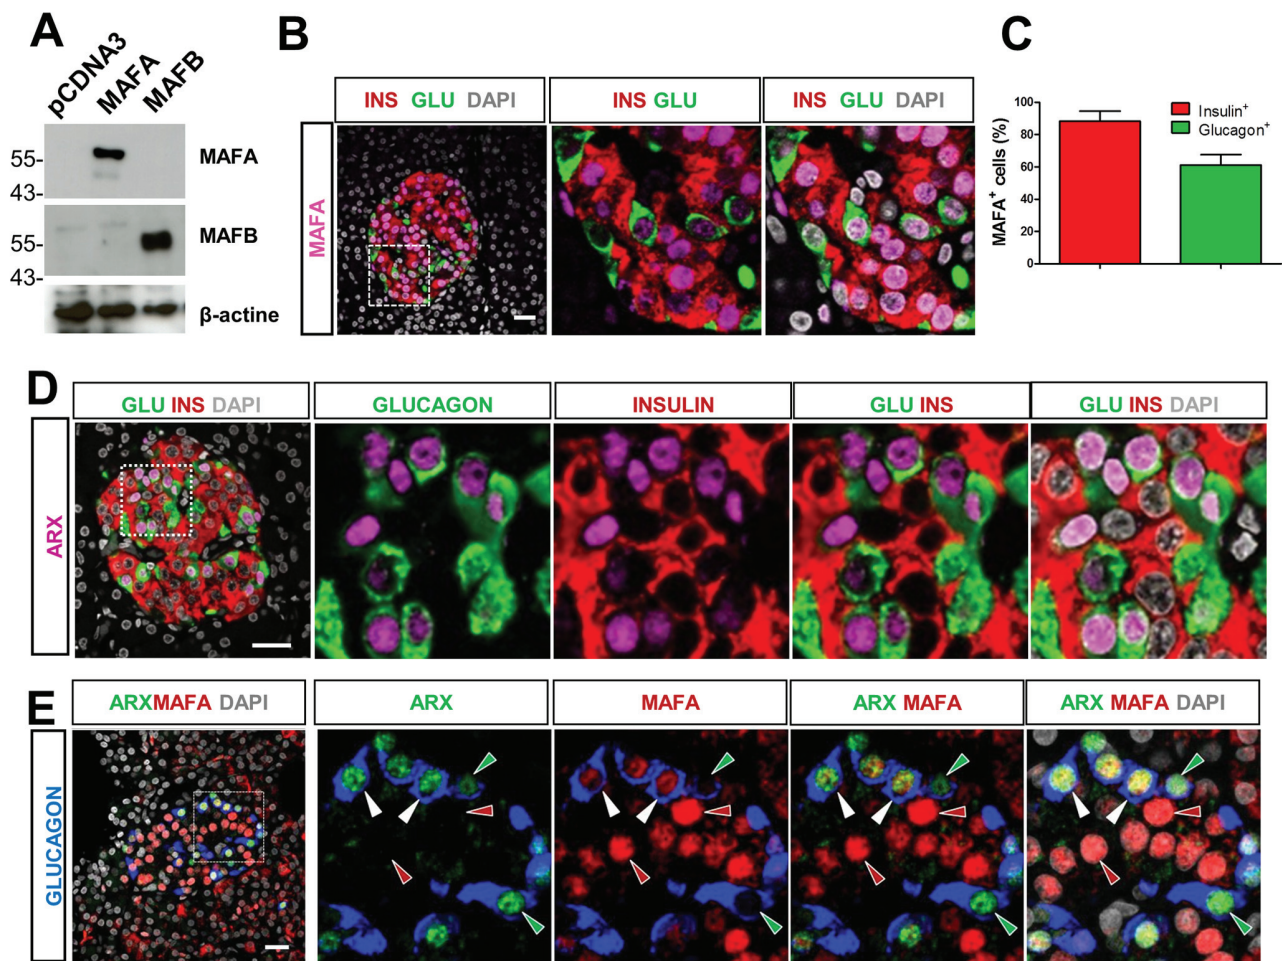 A
pCDNA3
MAFA
MAFB
55-
43-
MAFA
55-
43-
MAFB
β-actine
B
INS GLU DAPI
INS GLU
INS GLU DAPI
MAFA
C
MAFA+ cells (%)
100
80
60
40
20
0
Insulin+
Glucagon+
D
GLU INS DAPI
GLUCAGON
INSULIN
GLU INS
GLU INS DAPI
ARX
E
ARXMAFA DAPI
ARX
MAFA
ARX MAFA
ARX MAFA DAPI
GLUCAGON